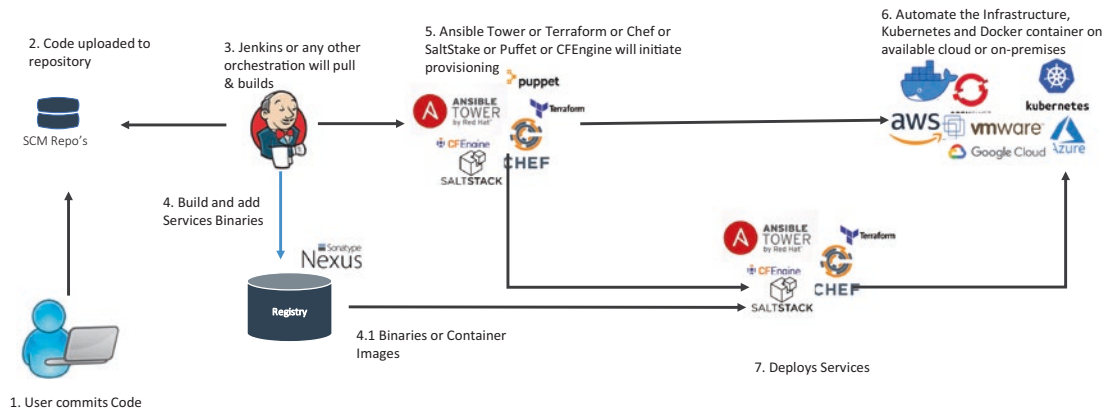 2. Code uploaded to
repository
SCM Repo's
3. Jenkins or any other
orchestration will pull
& builds
5. Ansible Tower or Terraform or Chef or
SaltStake or Puffet or CFEngine will initiate
provisioning
puppet
ANSIBLE
TOWER
by Red Hat
Terraform
CFEngine
CHEF
SALTSTACK
6. Automate the Infrastructure,
Kubernetes and Docker container on
available cloud or on-premises
kubernetes
aws
vmware
Google Cloud
Azure
4. Build and add
Services Binaries
Sonatype
Nexus
Registry
4.1 Binaries or Container
Images
ANSIBLE
TOWER
by Red Hat
Terraform
CFEngine
CHEF
SALTSTACK
7. Deploys Services
1. User commits Code